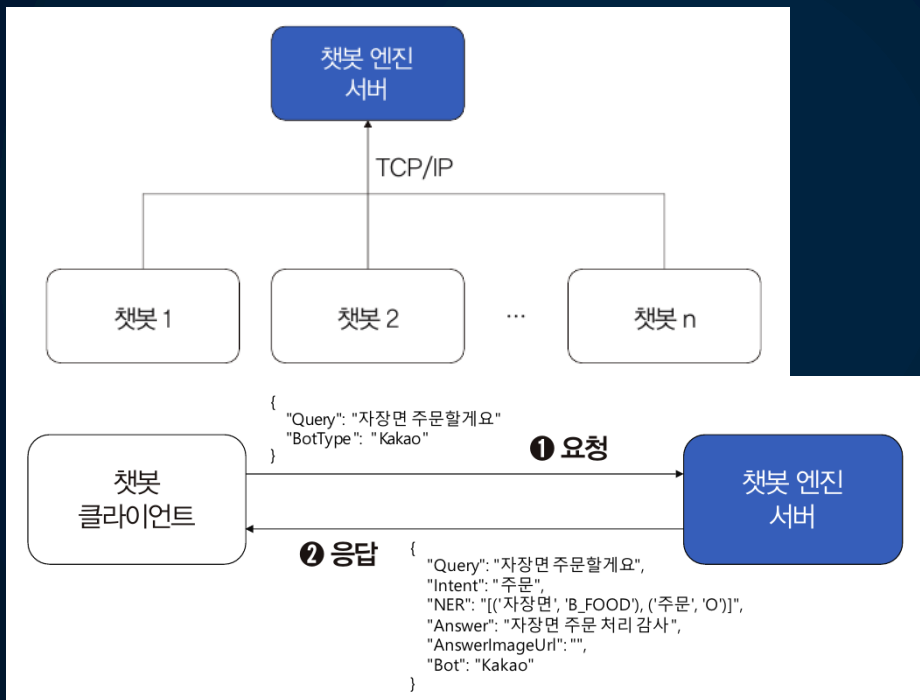 챗봇 엔진
서버
TCP/IP
챗봇 1
챗봇 2
...
챗봇 n
{
"Query": "자장면 주문할게요"
"BotType": "Kakao"
}
❶ 요청
챗봇
클라이언트
챗봇 엔진
서버
❷ 응답
{
"Query": "자장면 주문할게요",
"Intent": "주문",
"NER": "[('자장면', 'B_FOOD'), ('주문', 'O')]",
"Answer": "자장면 주문 처리 감사",
"AnswerImageUrl": "",
"Bot": "Kakao"
}